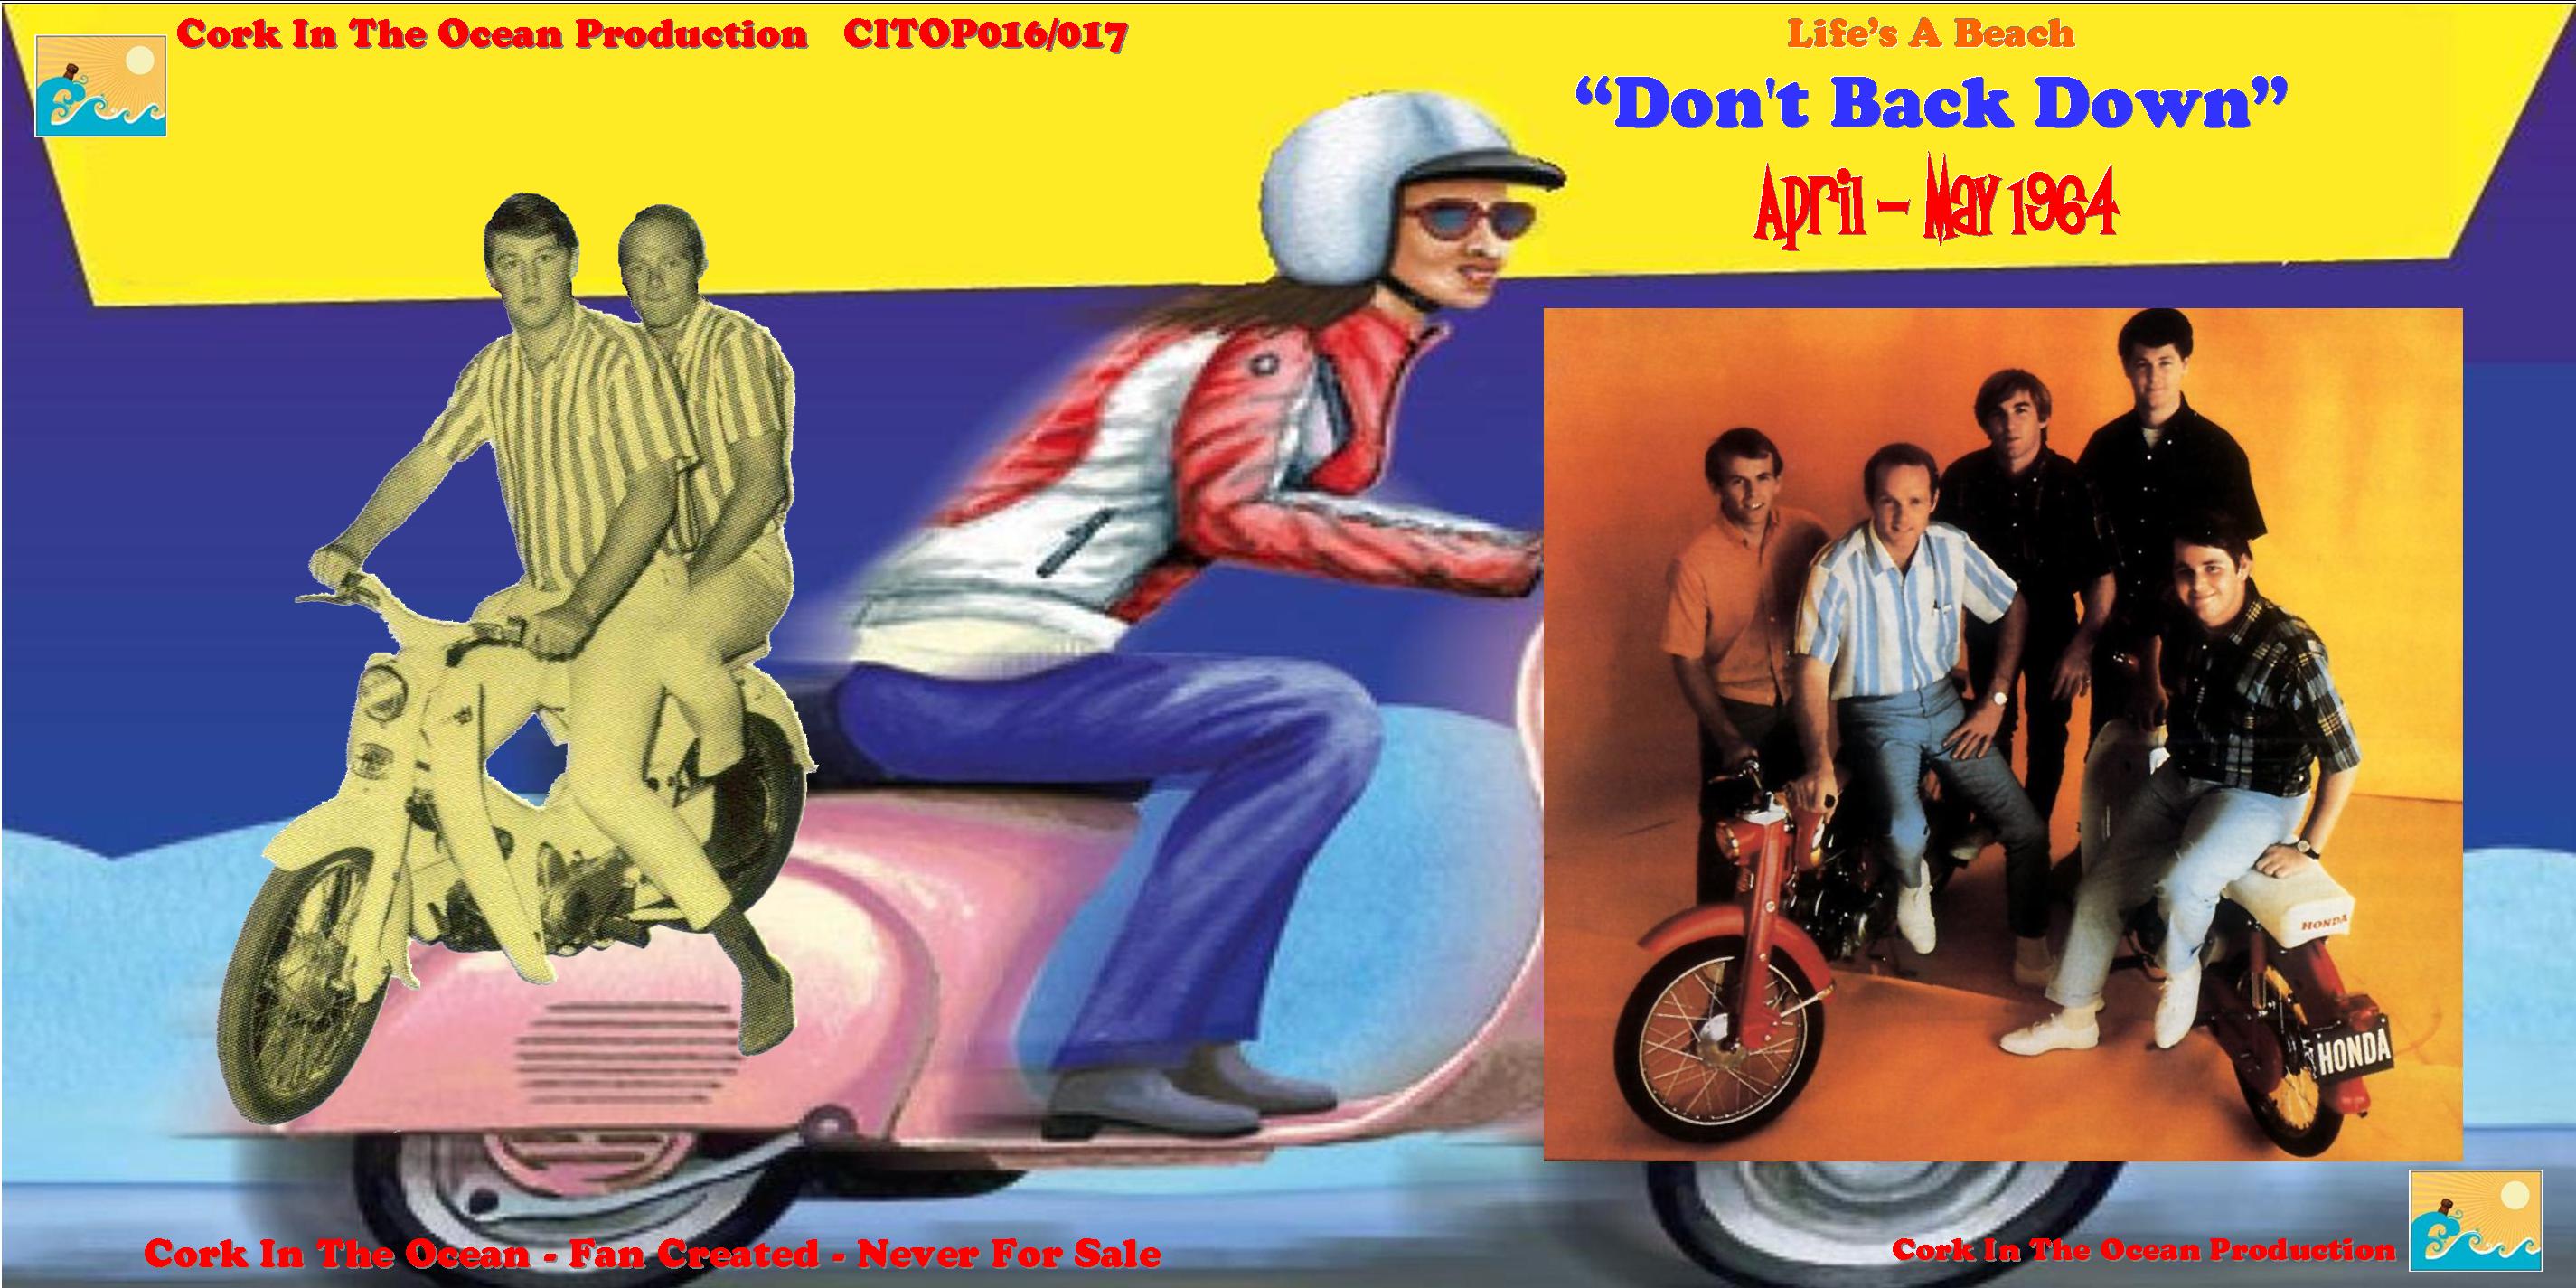 Cork In The Ocean Production CITOP016/017
Life's A Beach
“Don't Back Down”
April – May 1964
HONDA
HONDA
Cork In The Ocean - Fan Created - Never For Sale
Cork In The Ocean Production